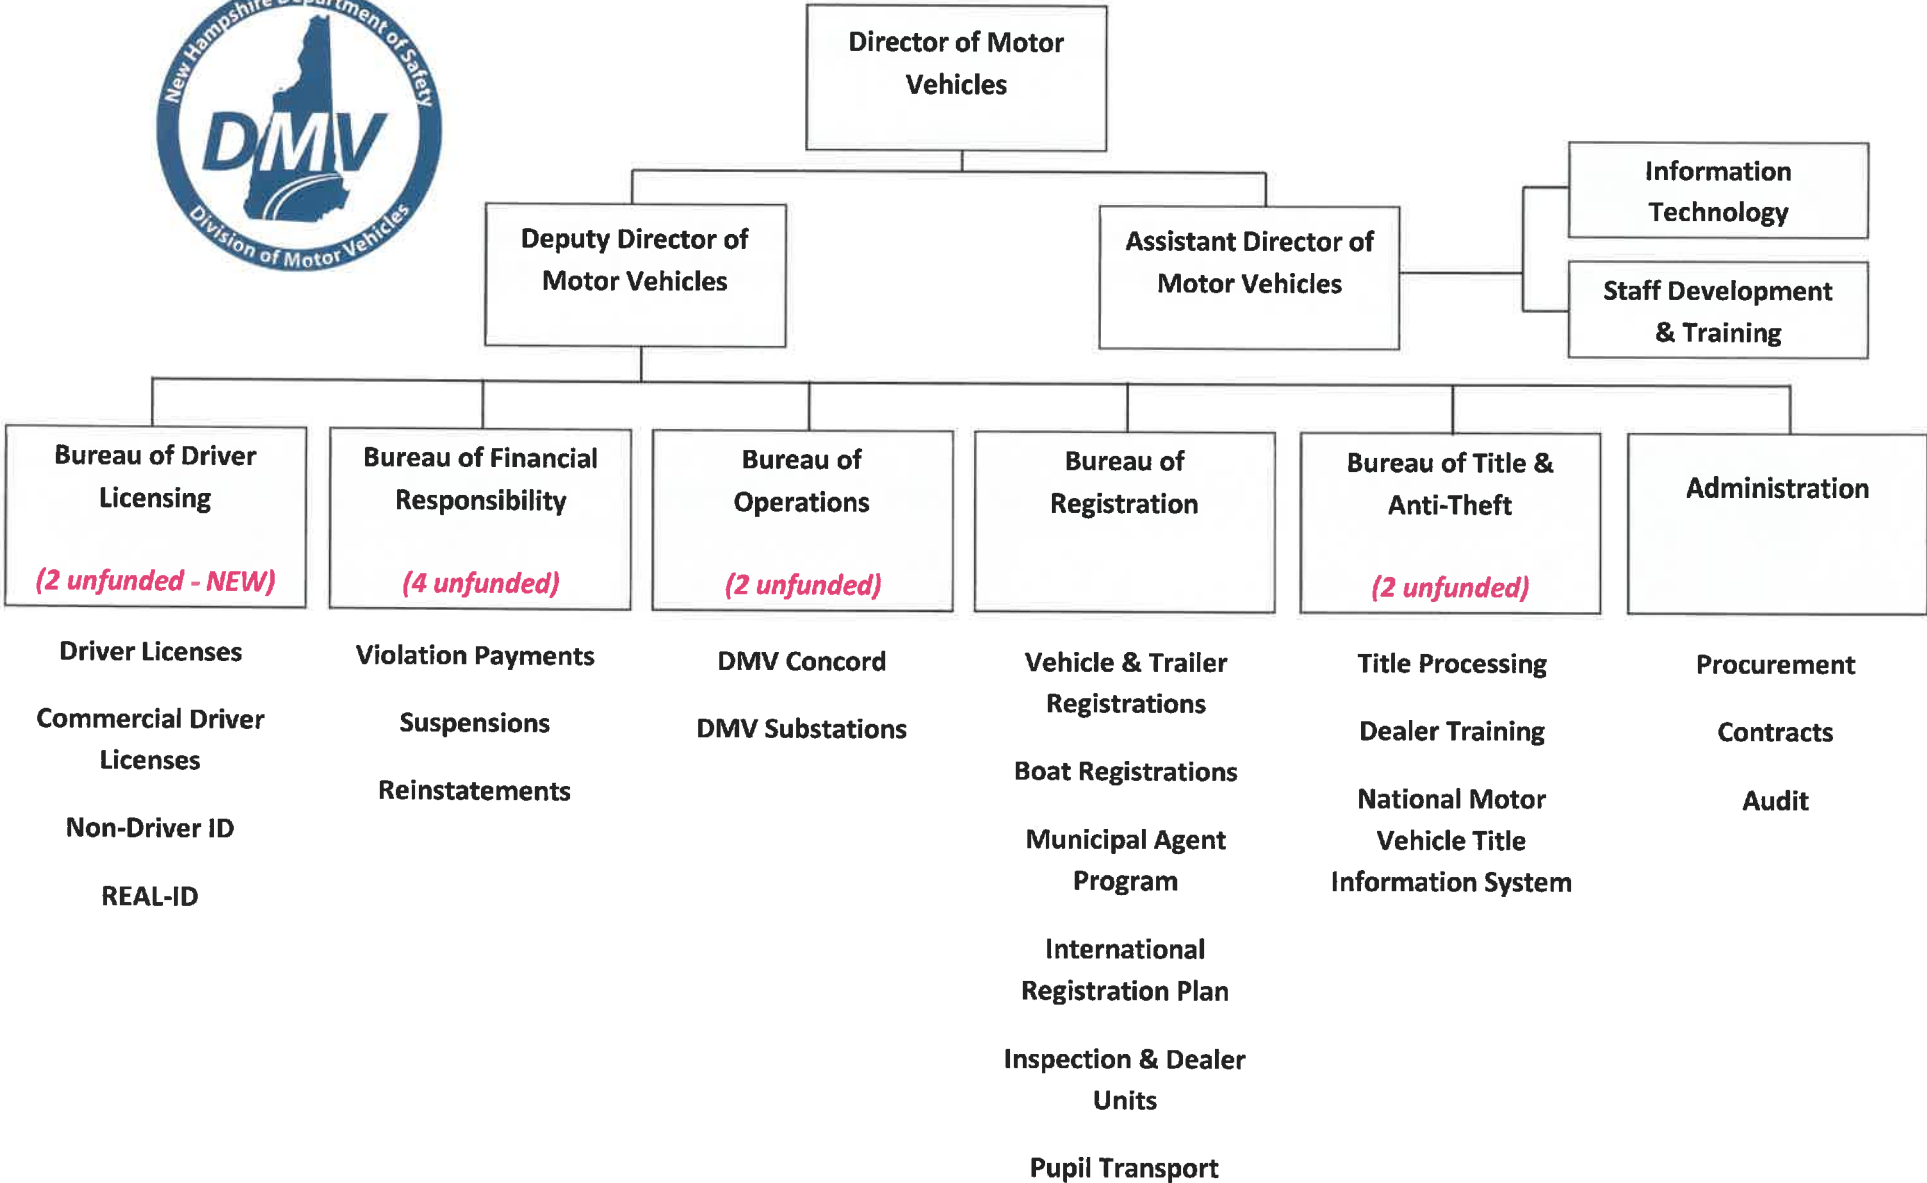 New Hampshire Department of Safety
DMV
Division of Motor Vehicles
Director of Motor
Vehicles
Deputy Director of
Motor Vehicles
Assistant Director of
Motor Vehicles
Information
Technology
Staff Development
& Training
Bureau of Driver
Licensing
(2 unfunded - NEW)
Driver Licenses
Commercial Driver
Licenses
Non-Driver ID
REAL-ID
Bureau of Financial
Responsibility
(4 unfunded)
Violation Payments
Suspensions
Reinstatements
Bureau of
Operations
(2 unfunded)
DMV Concord
DMV Substations
Bureau of
Registration
Vehicle & Trailer
Registrations
Boat Registrations
Municipal Agent
Program
International
Registration Plan
Inspection & Dealer
Units
Pupil Transport
Bureau of Title &
Anti-Theft
(2 unfunded)
Title Processing
Dealer Training
National Motor
Vehicle Title
Information System
Administration
Procurement
Contracts
Audit